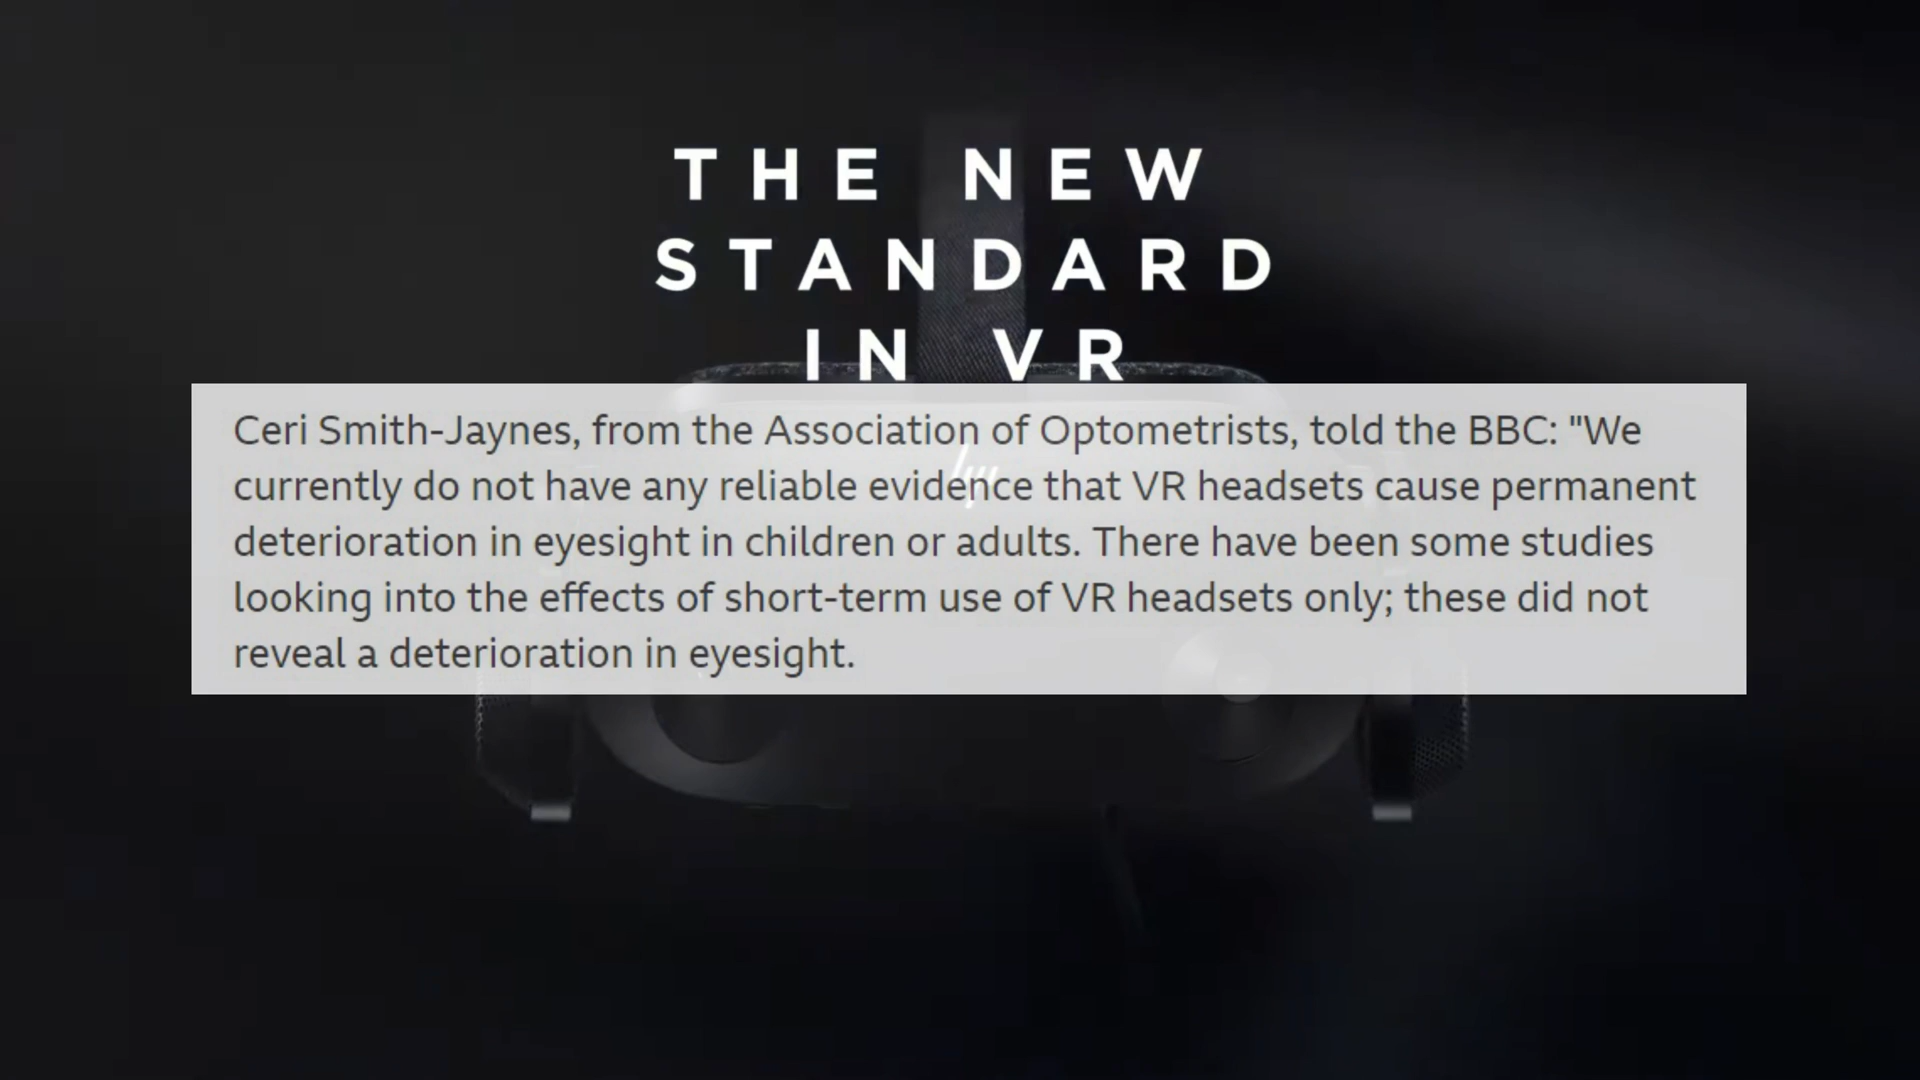 THE NEW
STANDARD
IN VR
Ceri Smith-Jaynes, from the Association of Optometrists, told the BBC: "We
hp
currently do not have any reliable evidence that VR headsets cause permanent
deterioration in eyesight in children or adults. There have been some studies
looking into the effects of short-term use of VR headsets only; these did not
reveal a deterioration in eyesight.